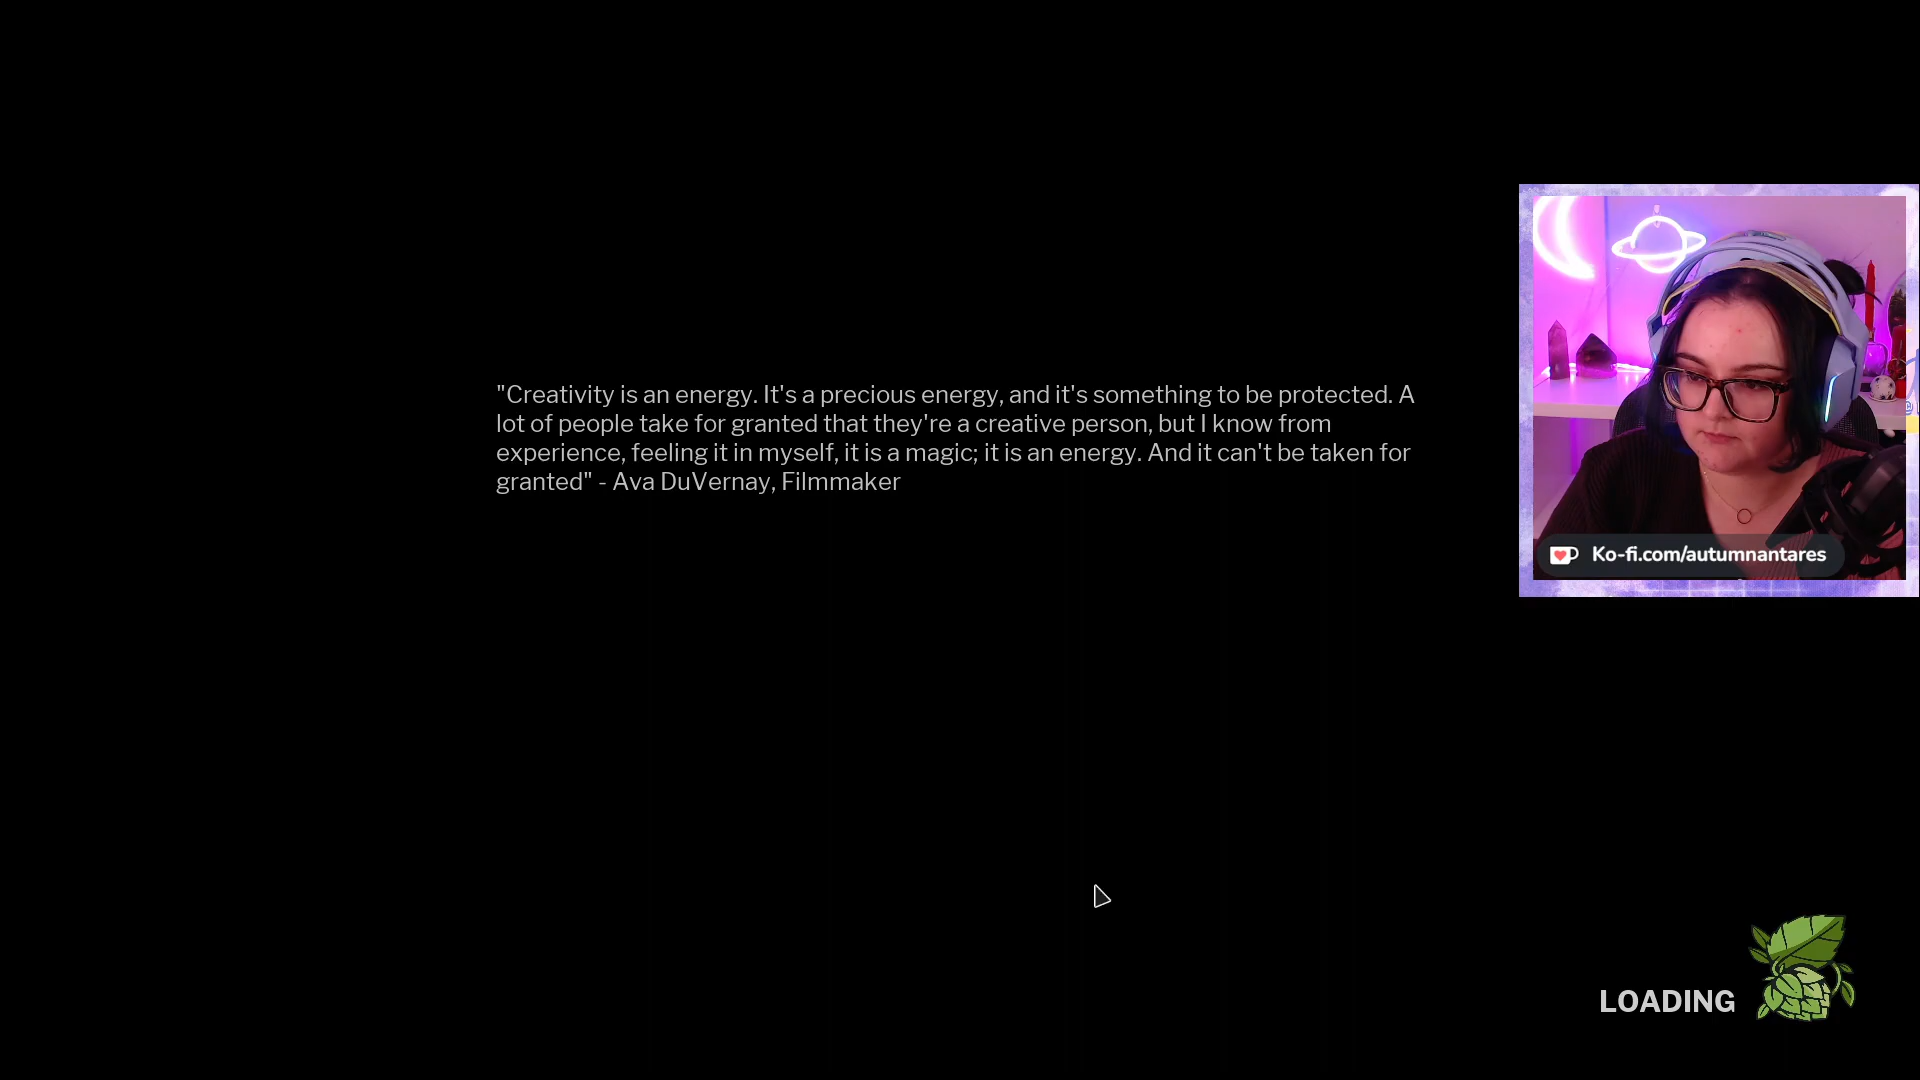 "Creativity is an energy. It's a precious energy, and it's something to be protected. A
lot of people take for granted that they're a creative person, but I know from
experience, feeling it in myself, it is a magic; it is an energy. And it can't be taken for
granted" - Ava DuVernay, Filmmaker
Ko-fi.com/autumnantares
LOADING